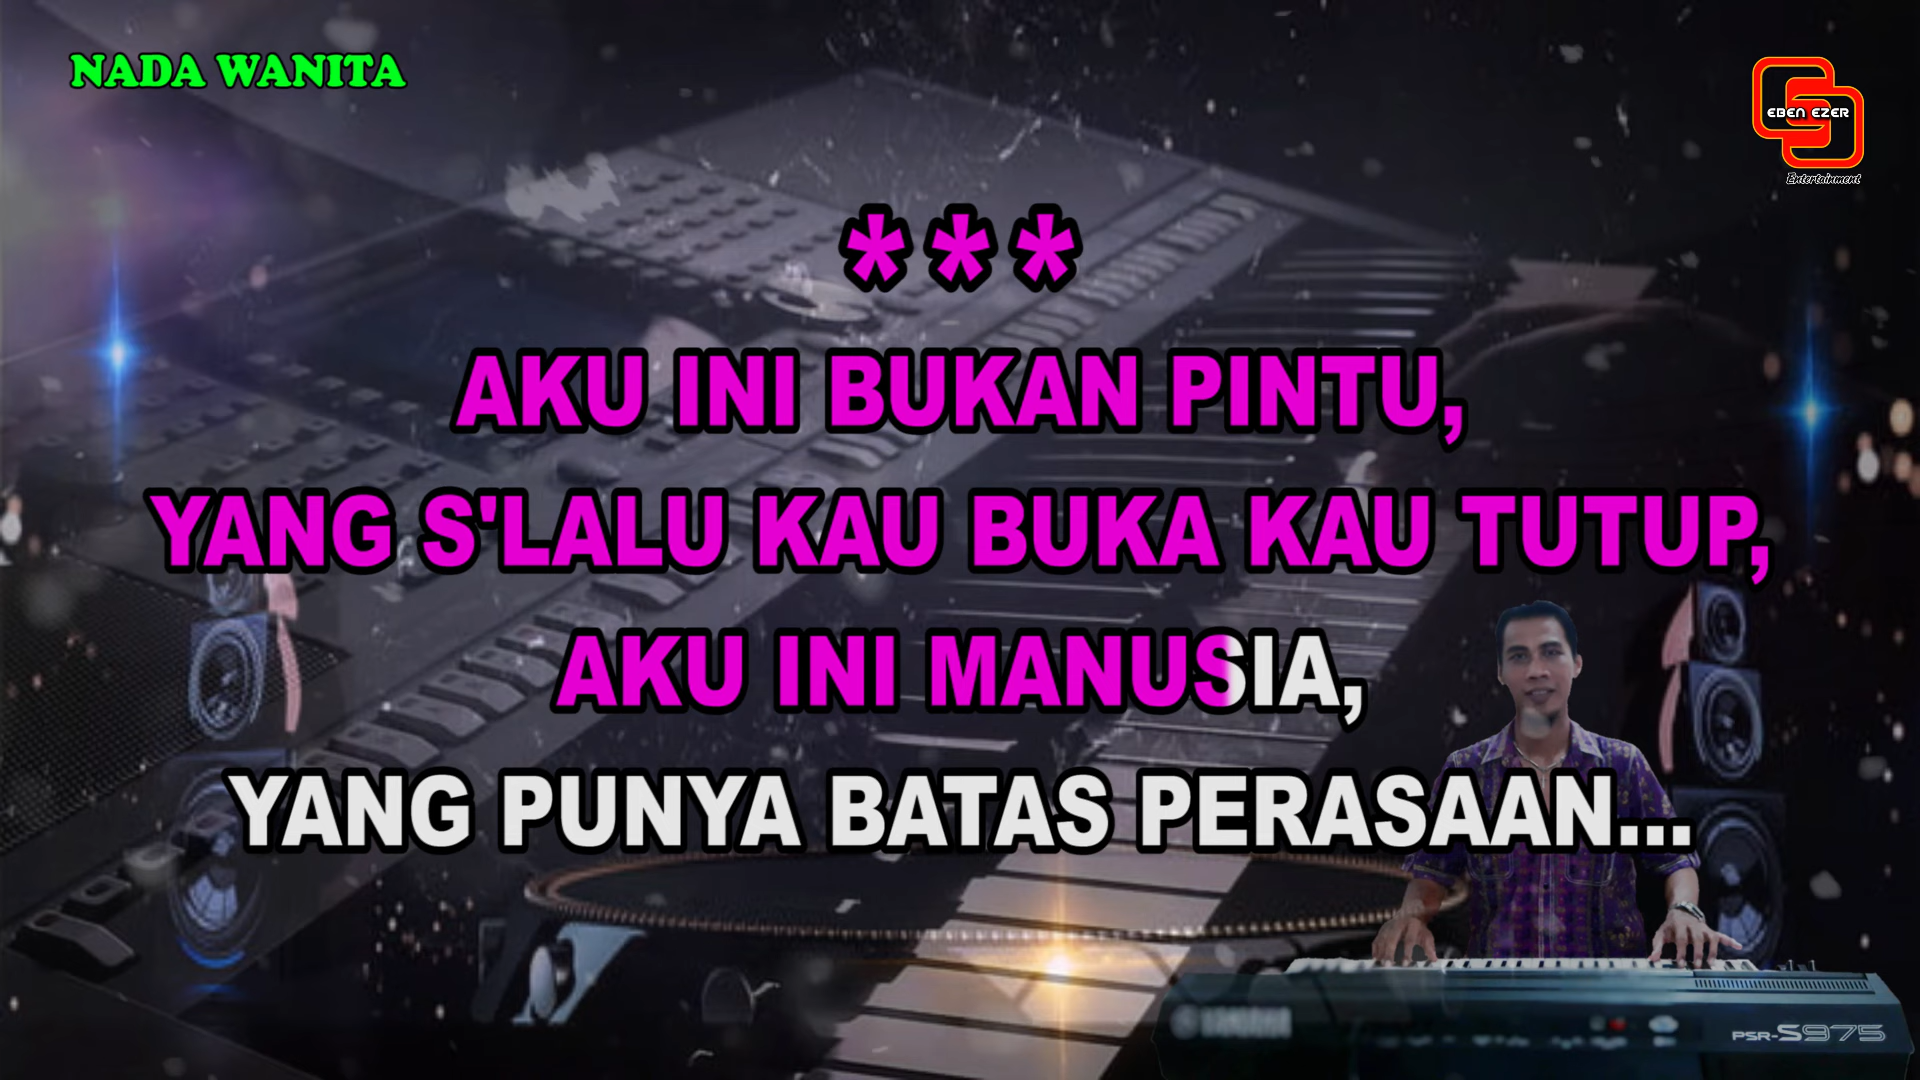 NADA WANITA
EBEN EZER
Entertainment
***
AKU INI BUKAN PINTU,
YANG S'LALU KAU BUKA KAU TUTUP,
AKU INI MANUSIA,
YANG PUNYA BATAS PERASAAN...
YAMAHA
PSR-S975